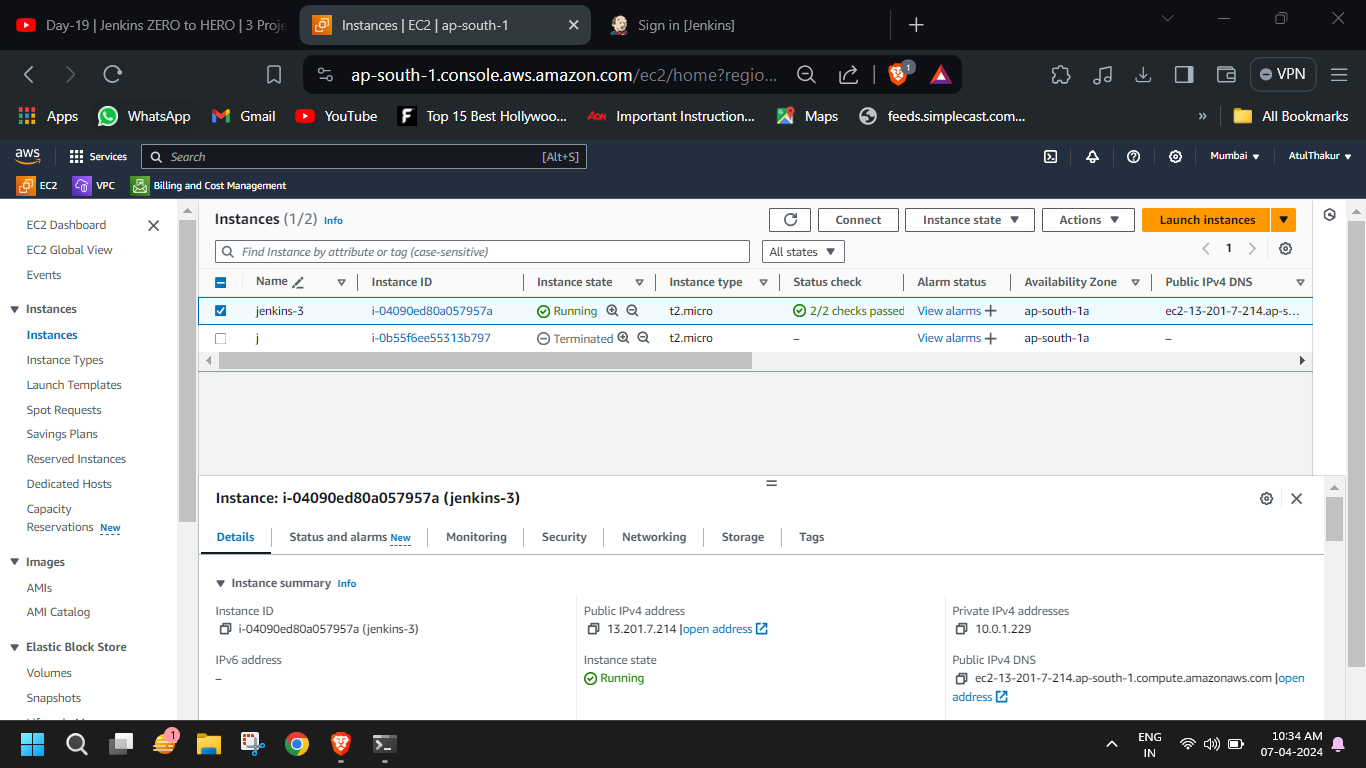 Day-19 | Jenkins ZERO to HERO | 3 Proje
Instances | EC2 | ap-south-1
Sign in [Jenkins]
ap-south-1.console.aws.amazon.com/ec2/home?regio...
1
VPN
Apps
WhatsApp
Gmail
YouTube
Top 15 Best Hollywoo...
Important Instruction...
Maps
feeds.simplecast.com...
»
All Bookmarks
aws
Services
Search
[Alt+S]
Mumbai
AtulThakur
EC2
VPC
Billing and Cost Management
EC2 Dashboard
EC2 Global View
Events
Instances
Instances
Instance Types
Launch Templates
Spot Requests
Savings Plans
Reserved Instances
Dedicated Hosts
Capacity
Reservations New
Images
AMIs
AMI Catalog
Elastic Block Store
Volumes
Snapshots
Instances (1/2) Info
Connect
Instance state
Actions
Launch instances
Find Instance by attribute or tag (case-sensitive)
All states
1
Name Instance ID Instance state Instance type Status check Alarm status Availability Zone Public IPv4 DNS
jenkins-3 i-04090ed80a057957a Running t2.micro 2/2 checks passed View alarms ap-south-1a ec2-13-201-7-214.ap-s...
j i-0b55f6ee55313b797 Terminated t2.micro – View alarms ap-south-1a –
Instance: i-04090ed80a057957a (jenkins-3)
Details
Status and alarms New
Monitoring
Security
Networking
Storage
Tags
Instance summary Info
Instance ID
i-04090ed80a057957a (jenkins-3)
Public IPv4 address
13.201.7.214 |open address
Private IPv4 addresses
10.0.1.229
IPv6 address
–
Instance state
Running
Public IPv4 DNS
ec2-13-201-7-214.ap-south-1.compute.amazonaws.com |open
address
1
ENG
IN
10:34 AM
07-04-2024